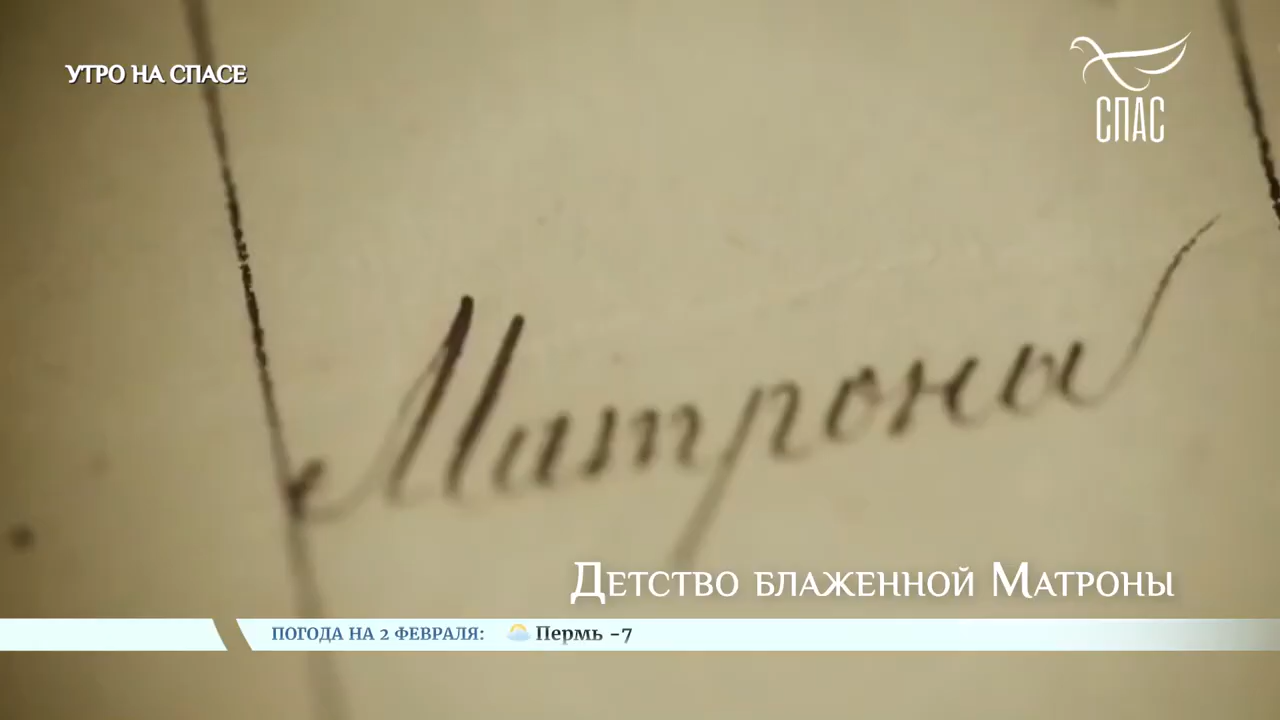 УТРО НА СПАСЕ
СПАС
Матрона
Детство блаженной Матроны
ПОГОДА НА 2 ФЕВРАЛЯ: Пермь -7